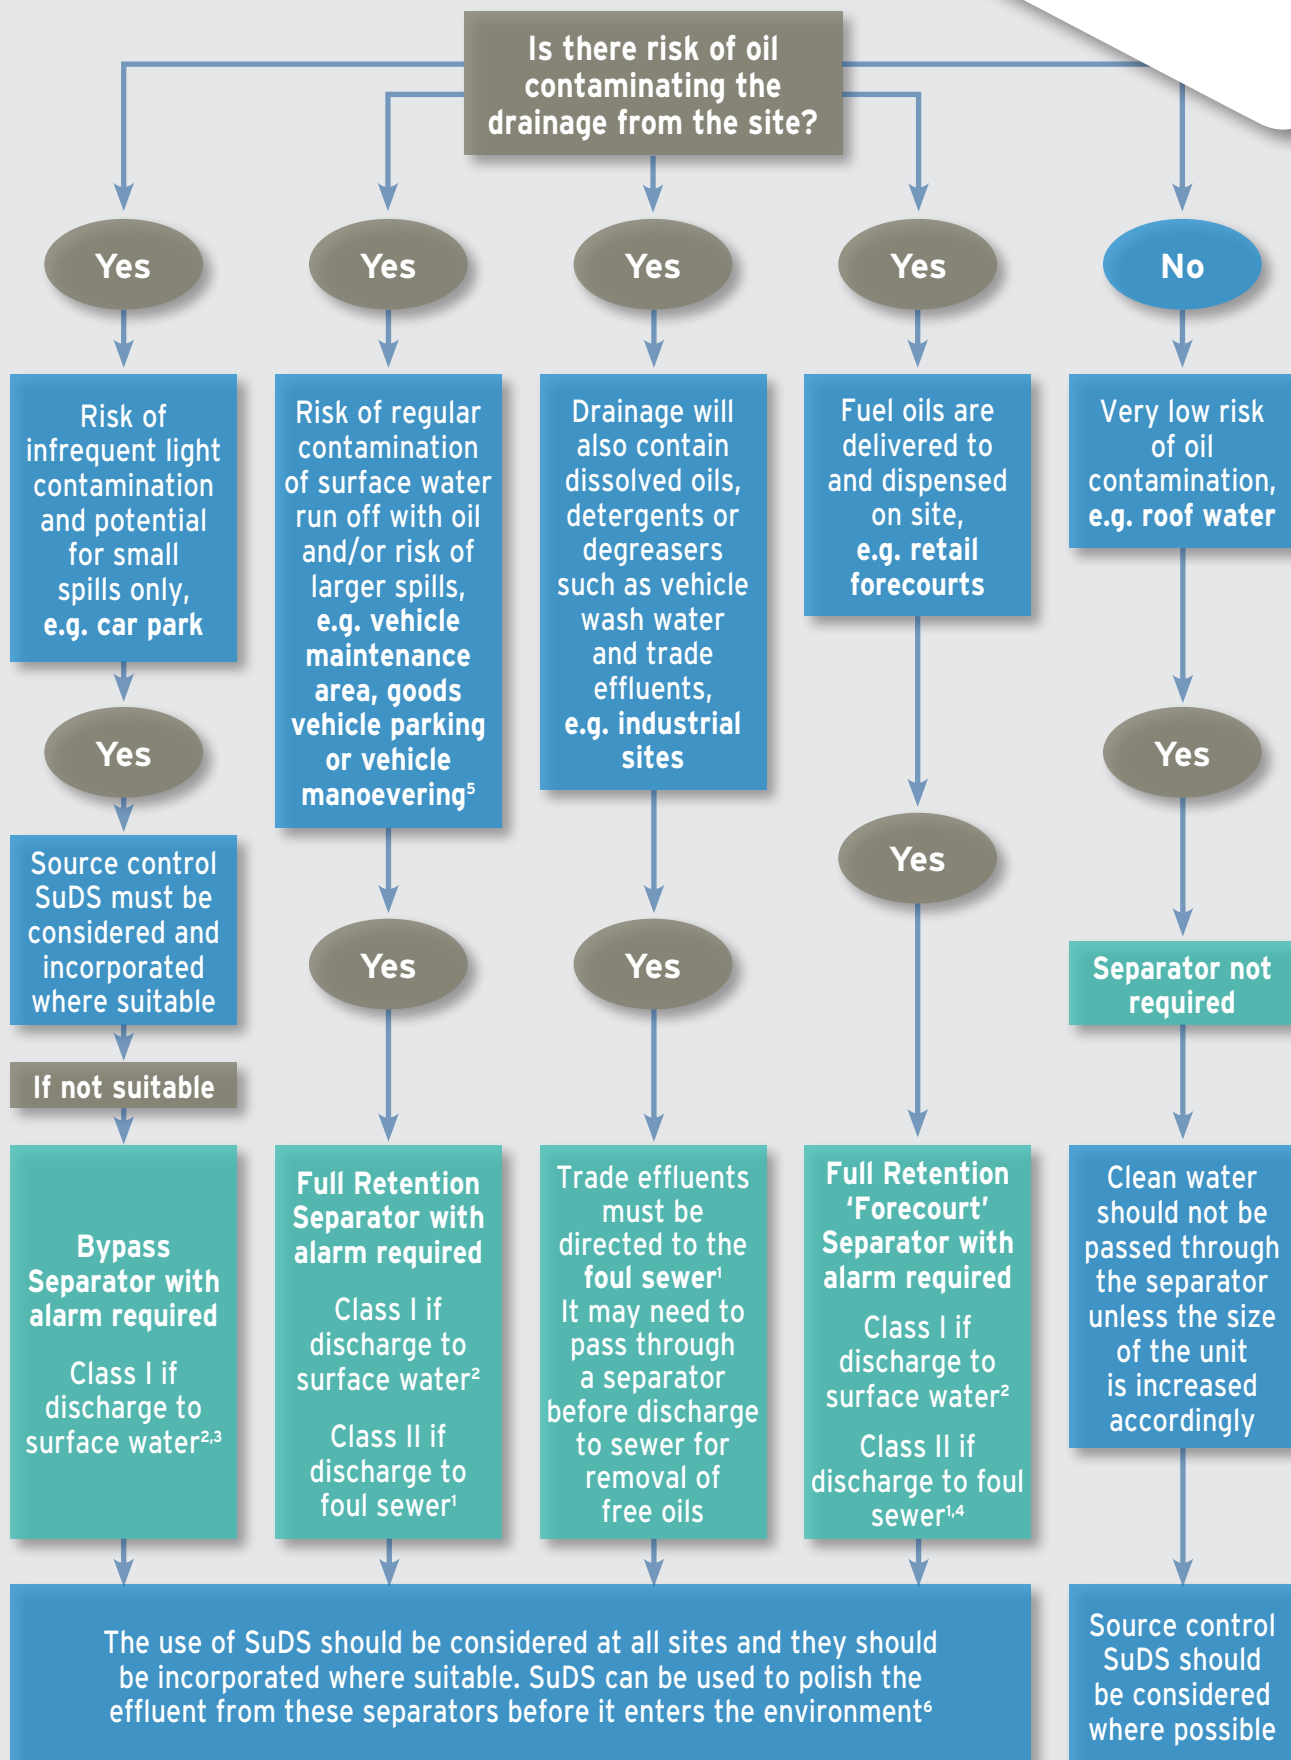 Is there risk of oil
contaminating the
drainage from the site?
Yes
Yes
Yes
Yes
No
Risk of
infrequent light
contamination
and potential
for small
spills only,
e.g. car park
Risk of regular
contamination
of surface water
run off with oil
and/or risk of
larger spills,
e.g. vehicle
maintenance
area, goods
vehicle parking
or vehicle
manoevering⁵
Drainage will
also contain
dissolved oils,
detergents or
degreasers
such as vehicle
wash water
and trade
effluents,
e.g. industrial
sites
Fuel oils are
delivered to
and dispensed
on site,
e.g. retail
forecourts
Very low risk
of oil
contamination,
e.g. roof water
Yes
Yes
Yes
Yes
Yes
Source control
SuDS must be
considered and
incorporated
where suitable
If not suitable
Separator not
required
Bypass
Separator with
alarm required
Class I if
discharge to
surface water²,³
Full Retention
Separator with
alarm required
Class I if
discharge to
surface water²
Class II if
discharge to
foul sewer¹
Trade effluents
must be
directed to the
foul sewer¹
It may need to
pass through
a separator
before discharge
to sewer for
removal of
free oils
Full Retention
‘Forecourt’
Separator with
alarm required
Class I if
discharge to
surface water²
Class II if
discharge to foul
sewer¹,⁴
Clean water
should not be
passed through
the separator
unless the size
of the unit
is increased
accordingly
The use of SuDS should be considered at all sites and they should
be incorporated where suitable. SuDS can be used to polish the
effluent from these separators before it enters the environment⁶
Source control
SuDS should
be considered
where possible